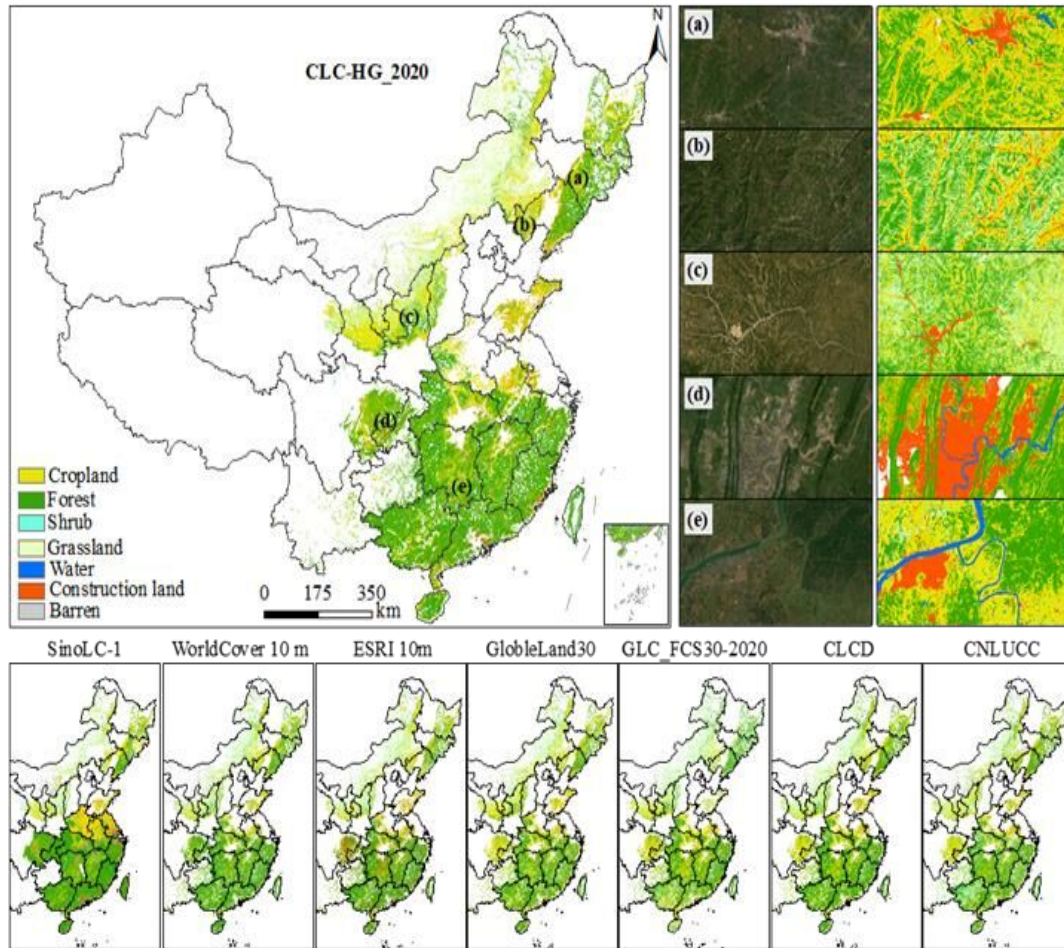 CLC-HG_2020
N
(a)
(b)
(c)
(d)
(e)
Cropland
Forest
Shrub
Grassland
Water
Construction land
Barren
0 175 350
km
(a)
(b)
(c)
(d)
(e)
SinoLC-1 WorldCover 10 m ESRI 10m GlobleLand30 GLC_FCS30-2020 CLCD CNLUCC